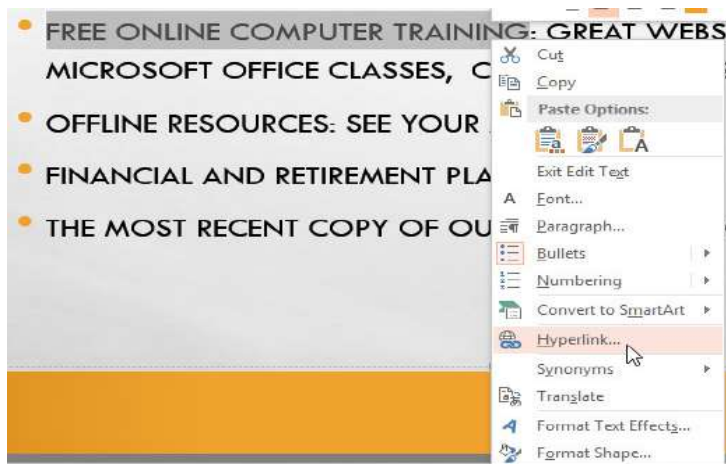 FREE ONLINE COMPUTER TRAINING: GREAT WEBS
MICROSOFT OFFICE CLASSES, C
OFFLINE RESOURCES: SEE YOUR
FINANCIAL AND RETIREMENT PLA
THE MOST RECENT COPY OF OU
Cut
Copy
Paste Options:
Exit Edit Text
Font...
Paragraph...
Bullets
Numbering
Convert to SmartArt
Hyperlink...
Synonyms
Translate
Format Text Effects...
Format Shape...